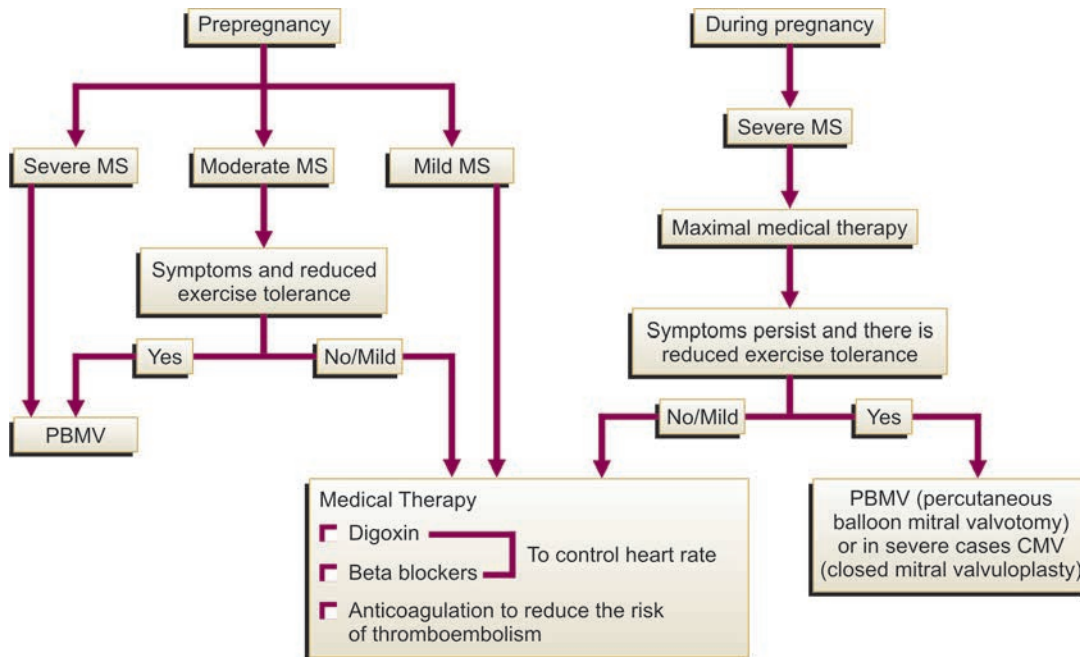 Prepregnancy
Severe MS
Moderate MS
Mild MS
Symptoms and reduced
exercise tolerance
Yes
No/Mild
PBMV
During pregnancy
Severe MS
Maximal medical therapy
Symptoms persist and there is
reduced exercise tolerance
No/Mild
Yes
Medical Therapy
Digoxin
To control heart rate
Beta blockers
Anticoagulation to reduce the risk
of thromboembolism
PBMV (percutaneous
balloon mitral valvotomy)
or in severe cases CMV
(closed mitral valvuloplasty)